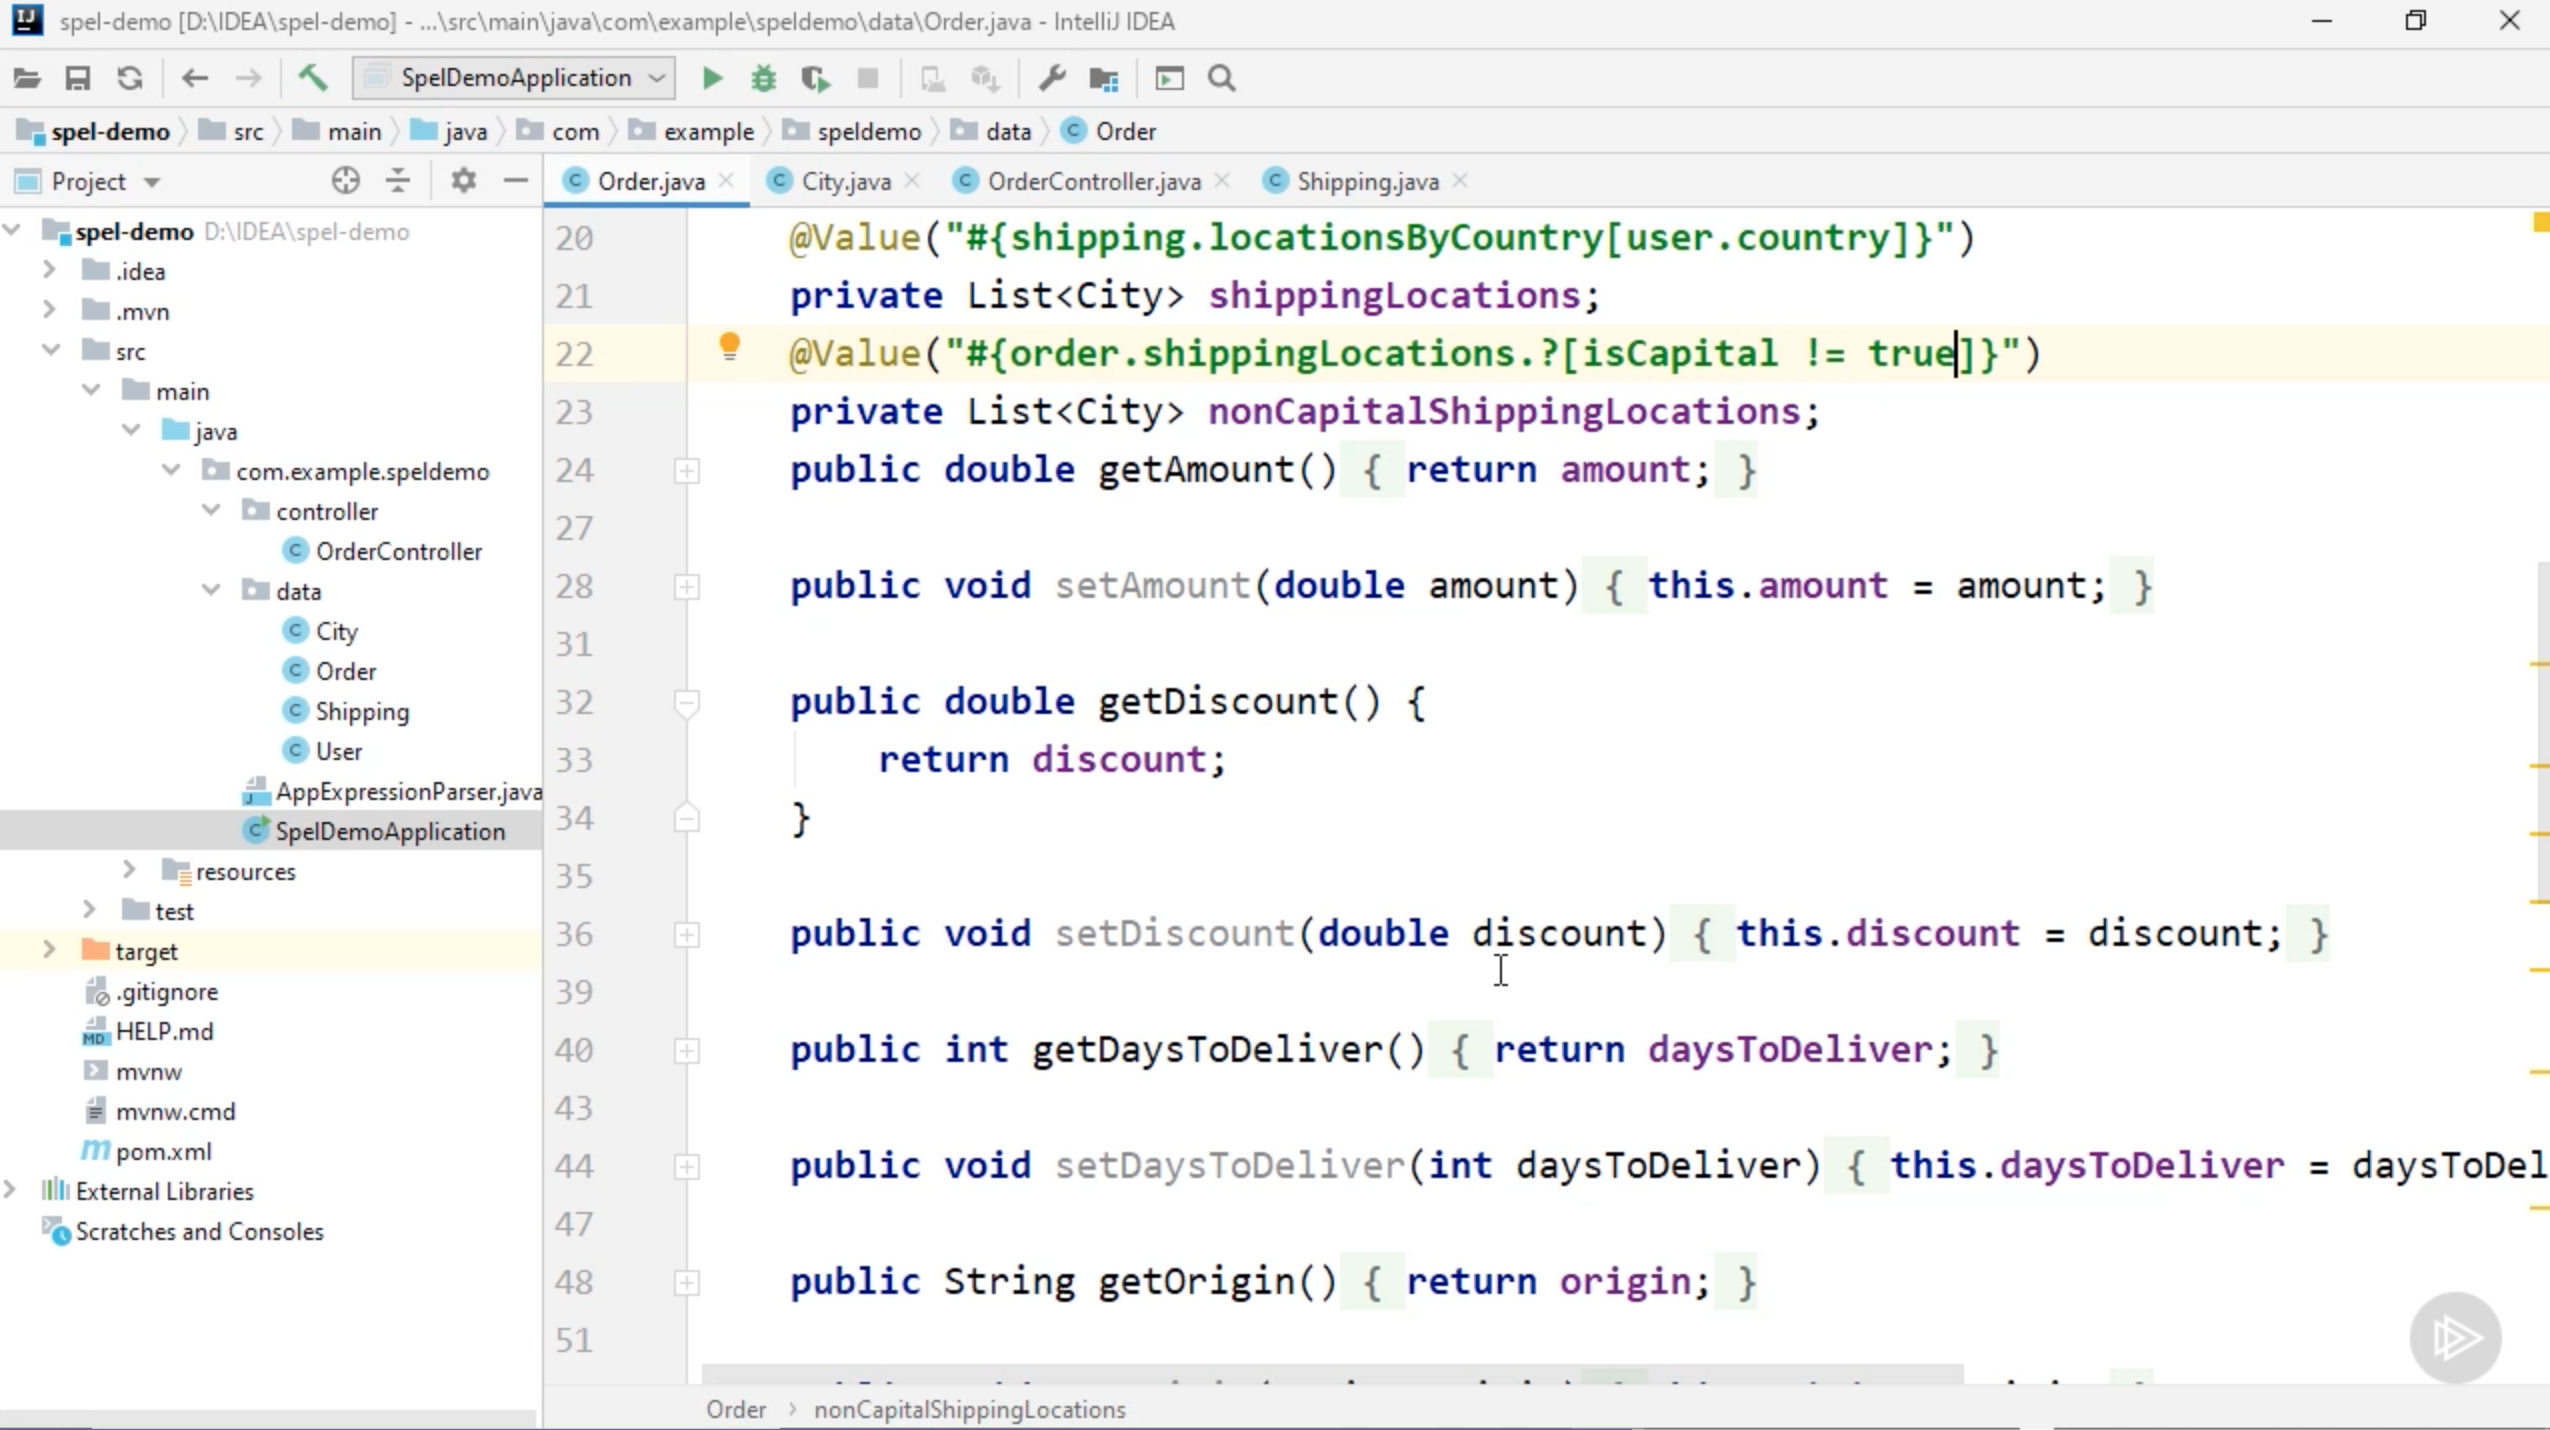 spel-demo [D:\IDEA\spel-demo] - ...\src\main\java\com\example\speldemo\data\Order.java - IntelliJ IDEA
SpelDemoApplication
spel-demo src main java com example speldemo data Order
Project
Order.java City.java OrderController.java Shipping.java
spel-demo D:\IDEA\spel-demo
.idea
.mvn
src
main
java
com.example.speldemo
controller
OrderController
data
City
Order
Shipping
User
AppExpressionParser.java
SpelDemoApplication
resources
test
target
.gitignore
HELP.md
mvnw
mvnw.cmd
pom.xml
External Libraries
Scratches and Consoles
20 @Value("#{shipping.locationsByCountry[user.country]}")
21 private List<City> shippingLocations;
22 @Value("#{order.shippingLocations.?[isCapital != true]}")
23 private List<City> nonCapitalShippingLocations;
24 public double getAmount() { return amount; }
27
28 public void setAmount(double amount) { this.amount = amount; }
31
32 public double getDiscount() {
33 return discount;
34 }
35
36 public void setDiscount(double discount) { this.discount = discount; }
39
40 public int getDaysToDeliver() { return daysToDeliver; }
43
44 public void setDaysToDeliver(int daysToDeliver) { this.daysToDeliver = daysToDel
47
48 public String getOrigin() { return origin; }
51
Order > nonCapitalShippingLocations